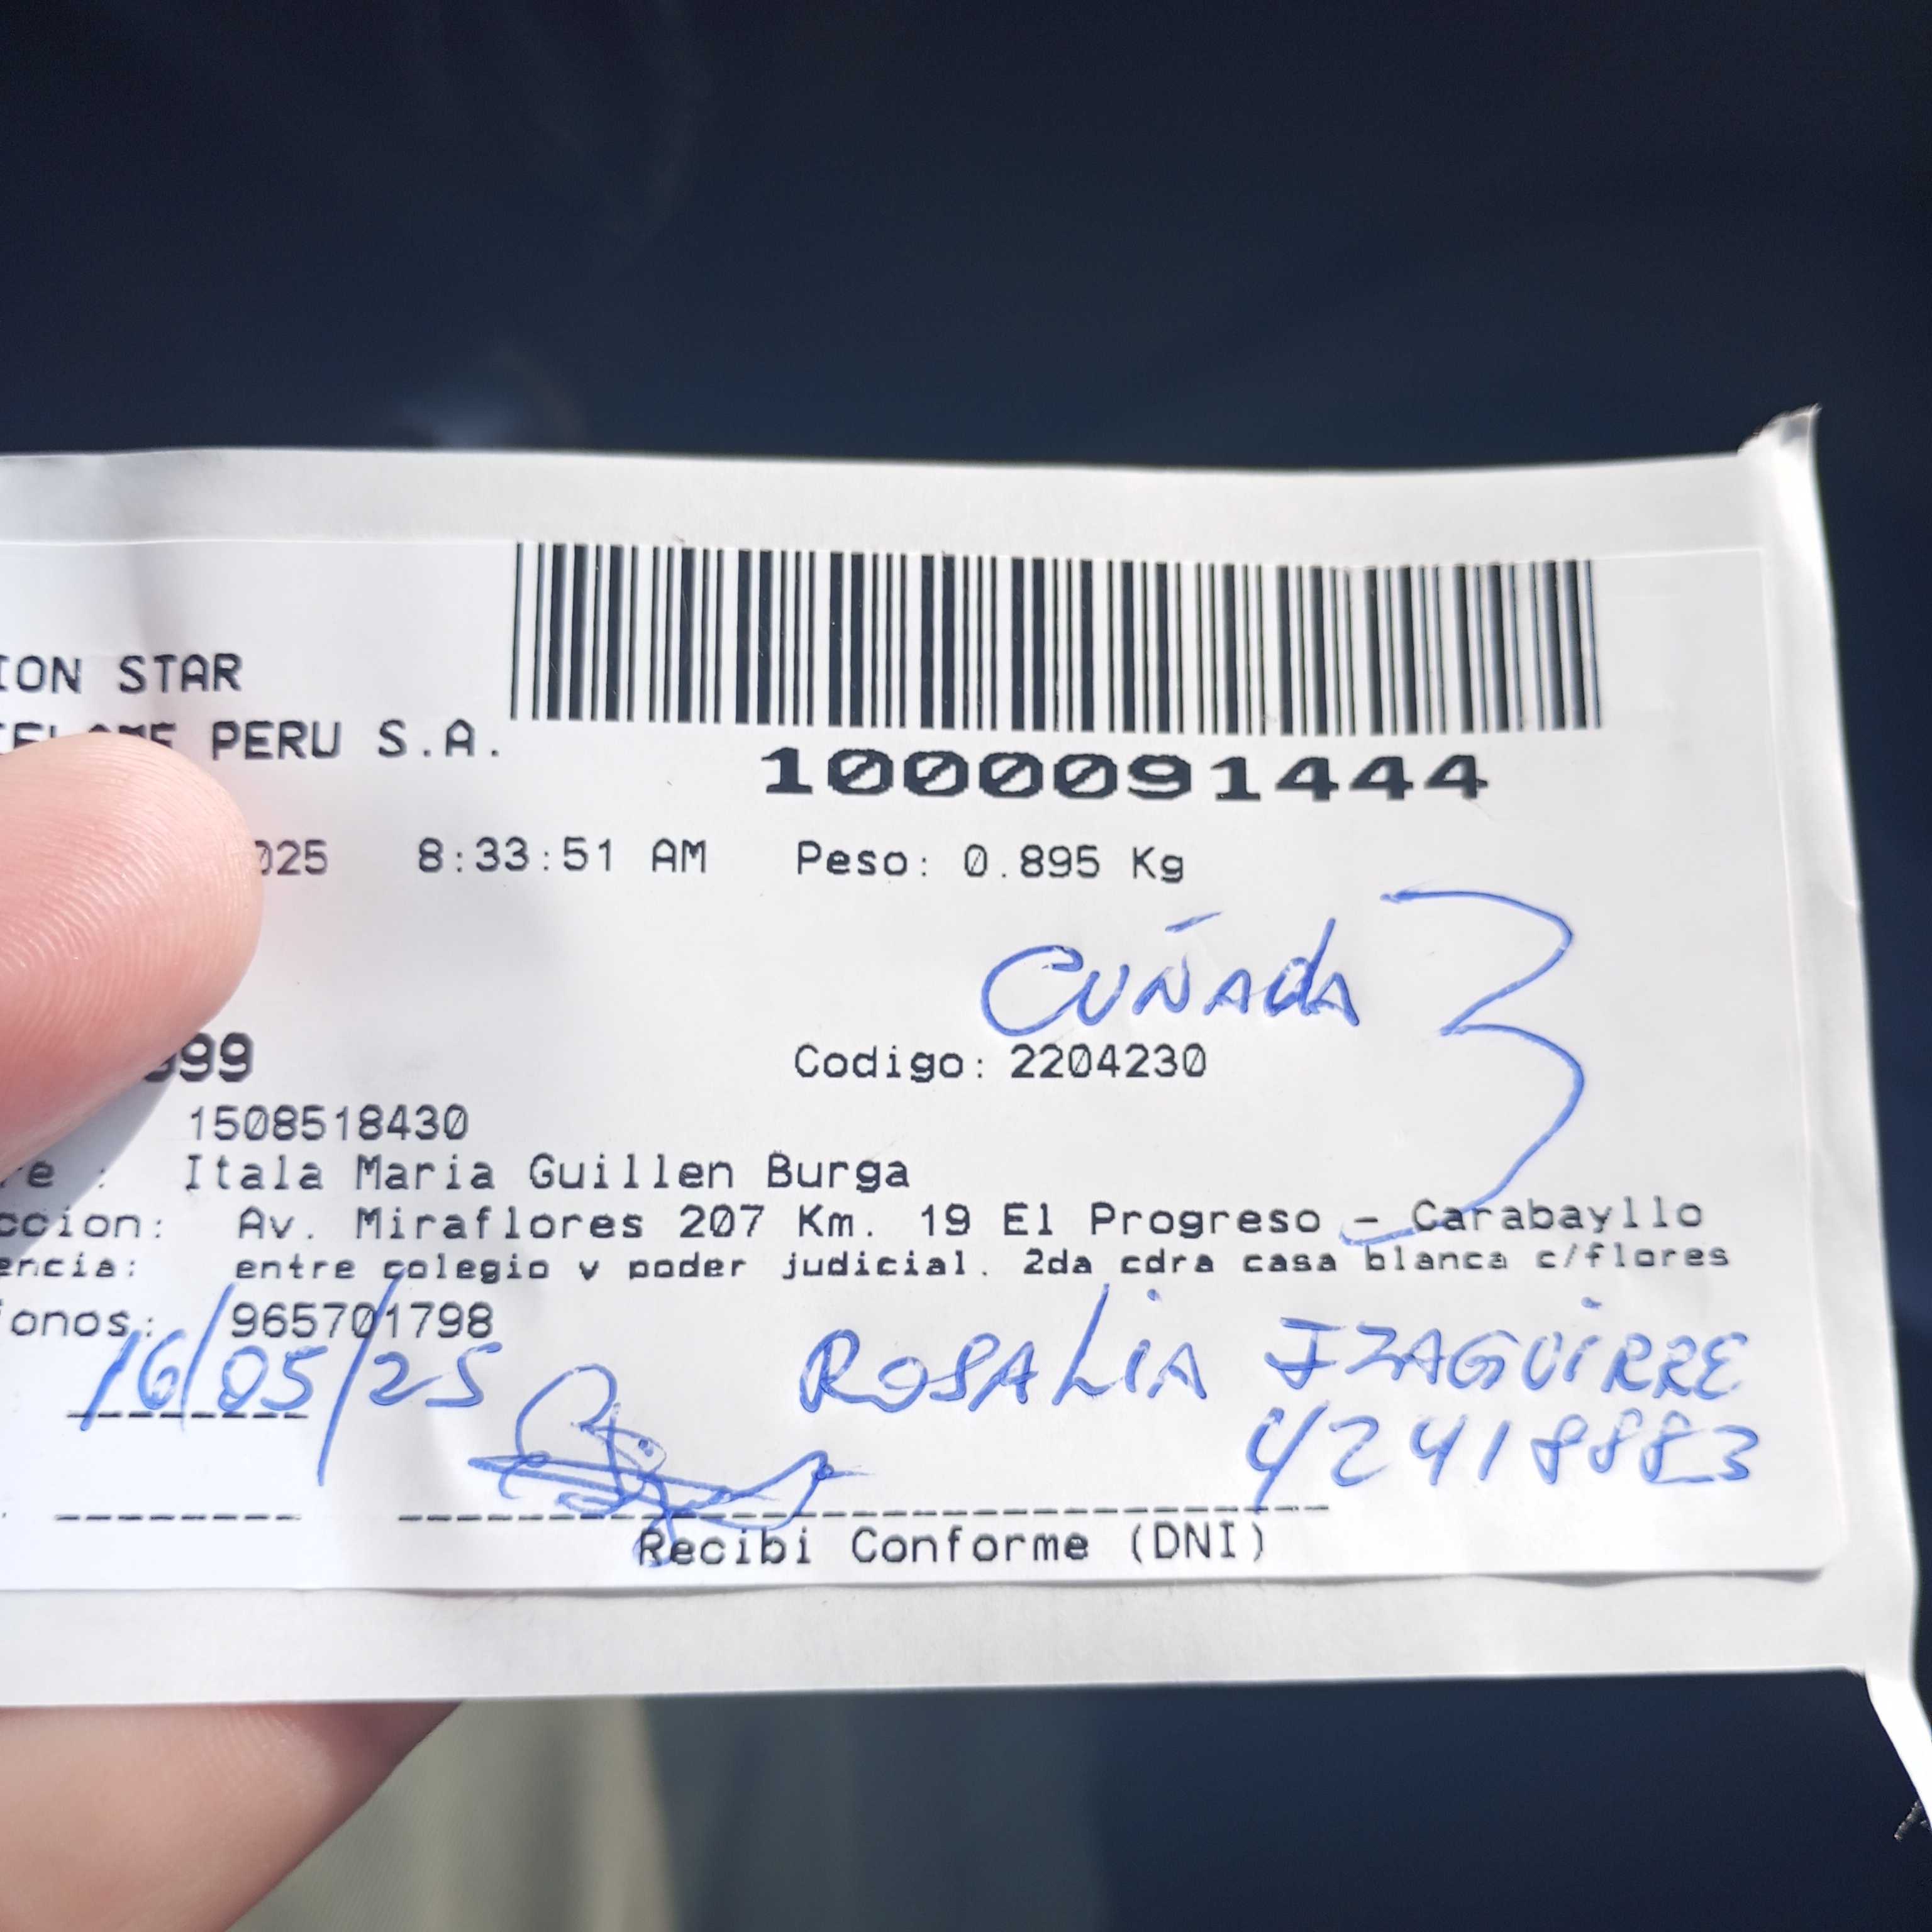 ION STAR
PERU S.A.
1000091444
025 8:33:51 AM Peso: 0.895 Kg
CUÑADA
999 Codigo: 2204230
1508518430
re : Itala Maria Guillen Burga
ccion: Av. Miraflores 207 Km. 19 El Progreso - Carabayllo
encia: entre colegio y poder judicial. 2da cdra casa blanca c/flores
onos: 965701798
16/05/25 ROSALIA IZAGUIRRE
42418883
Recibi Conforme (DNI)